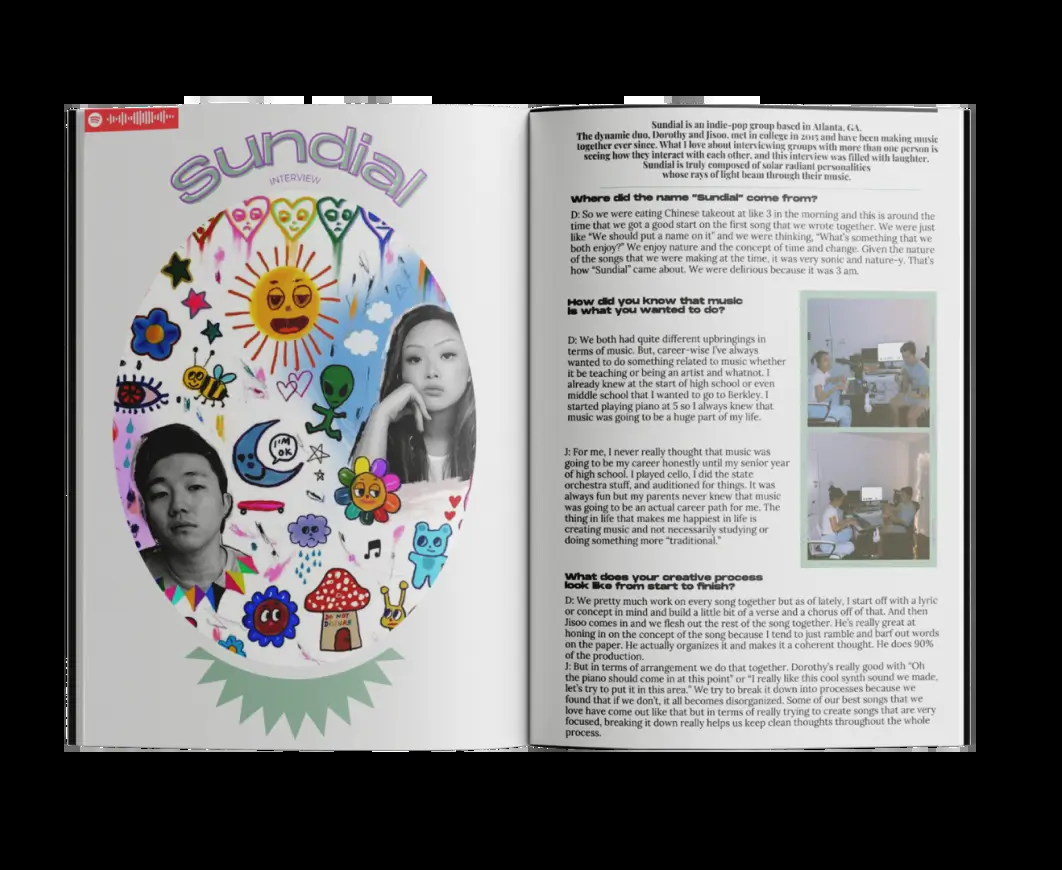 sundial
INTERVIEW
I'M
OK
DO NOT
DISTURB
Sundial is an indie-pop group based in Atlanta, GA.
The dynamic duo, Dorothy and Jisoo, met in college in 2015 and have been making music
together ever since. What I love about interviewing groups with more than one person is
seeing how they interact with each other, and this interview was filled with laughter.
Sundial is truly composed of solar radiant personalities
whose rays of light beam through their music.
Where did the name "Sundial" come from?
D: So we were eating Chinese takeout at like 3 in the morning and this is around the
time that we got a good start on the first song that we wrote together. We were just
like "We should put a name on it" and we were thinking, "What's something that we
both enjoy?" We enjoy nature and the concept of time and change. Given the nature
of the songs that we were making at the time, it was very sonic and nature-y. That's
how "Sundial" came about. We were delirious because it was 3 am.
How did you know that music
is what you wanted to do?
D: We both had quite different upbringings in
terms of music. But, career-wise I've always
wanted to do something related to music whether
it be teaching or being an artist and whatnot. I
already knew at the start of high school or even
middle school that I wanted to go to Berkley. I
started playing piano at 5 so I always knew that
music was going to be a huge part of my life.
J: For me, I never really thought that music was
going to be my career honestly until my senior year
of high school. I played cello, I did the state
orchestra stuff, and auditioned for things. It was
always fun but my parents never knew that music
was going to be an actual career path for me. The
thing in life that makes me happiest in life is
creating music and not necessarily studying or
doing something more "traditional."
What does your creative process
look like from start to finish?
D: We pretty much work on every song together but as of lately, I start off with a lyric
or concept in mind and build a little bit of a verse and a chorus off of that. And then
Jisoo comes in and we flesh out the rest of the song together. He's really great at
honing in on the concept of the song because I tend to just ramble and barf out words
on the paper. He actually organizes it and makes it a coherent thought. He does 90%
of the production.
J: But in terms of arrangement we do that together. Dorothy's really good with "Oh
the piano should come in at this point" or "I really like this cool synth sound we made,
let's try to put it in this area." We try to break it down into processes because we
found that if we don't, it all becomes disorganized. Some of our best songs that we
love have come out like that but in terms of really trying to create songs that are very
focused, breaking it down really helps us keep clean thoughts throughout the whole
process.